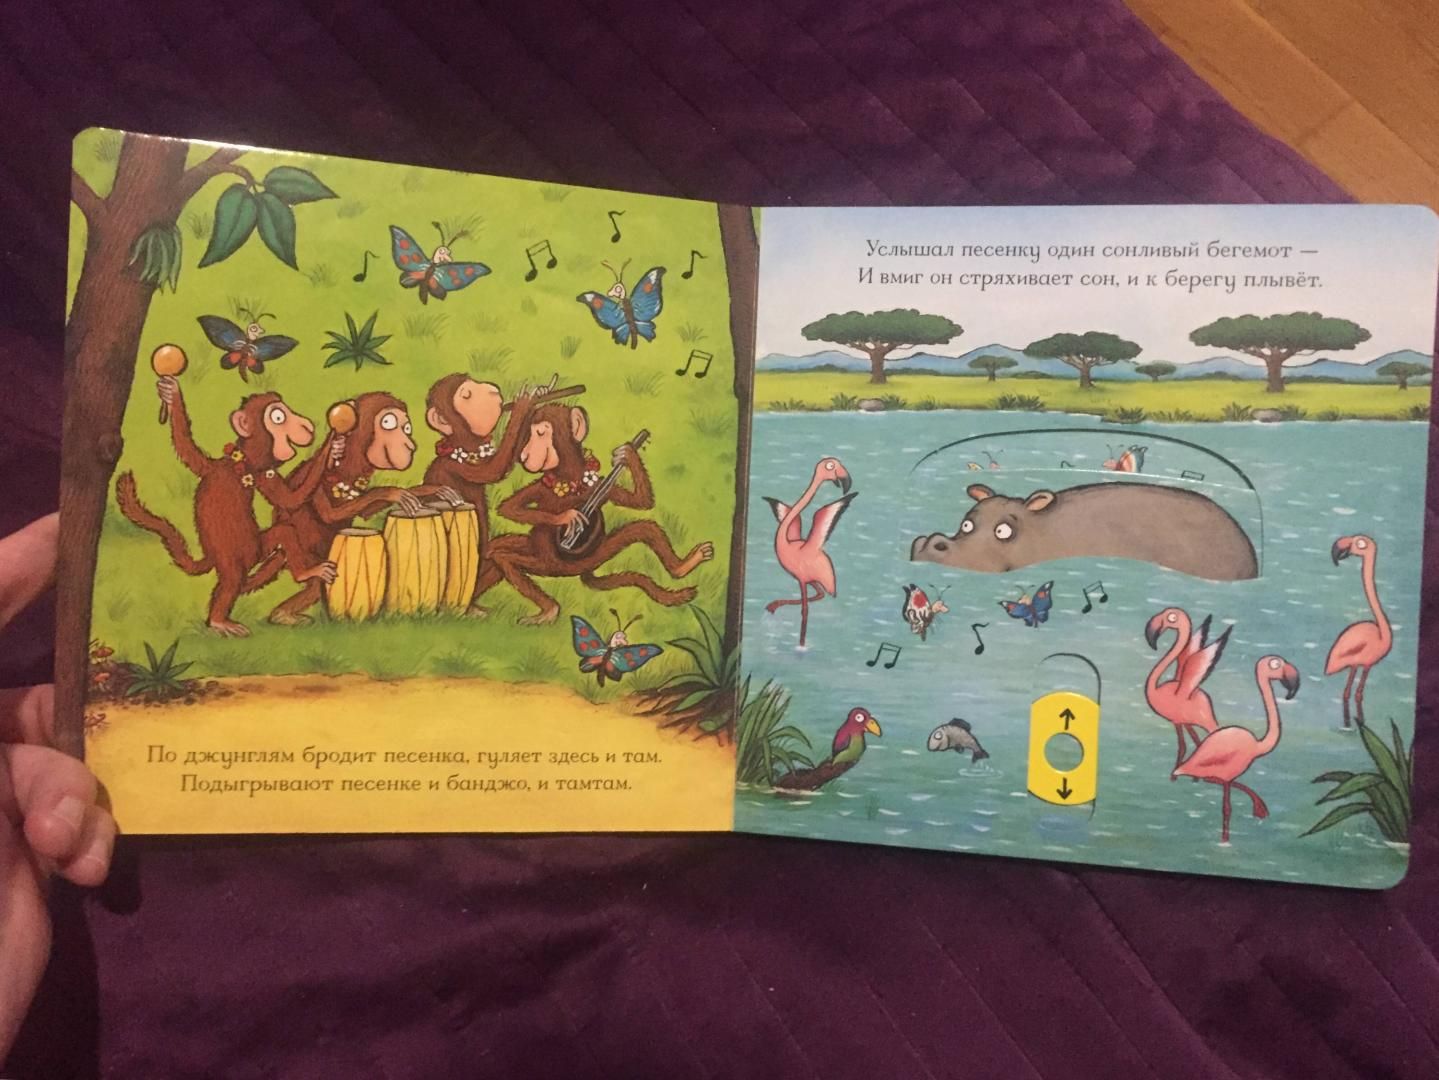 По джунглям бродит песенка, гуляет здесь и там.
Подыгрывают песенке и банджо, и тамтам.
Услышал песенку один сонливый бегемот —
И вмиг он стряхивает сон, и к берегу плывёт.